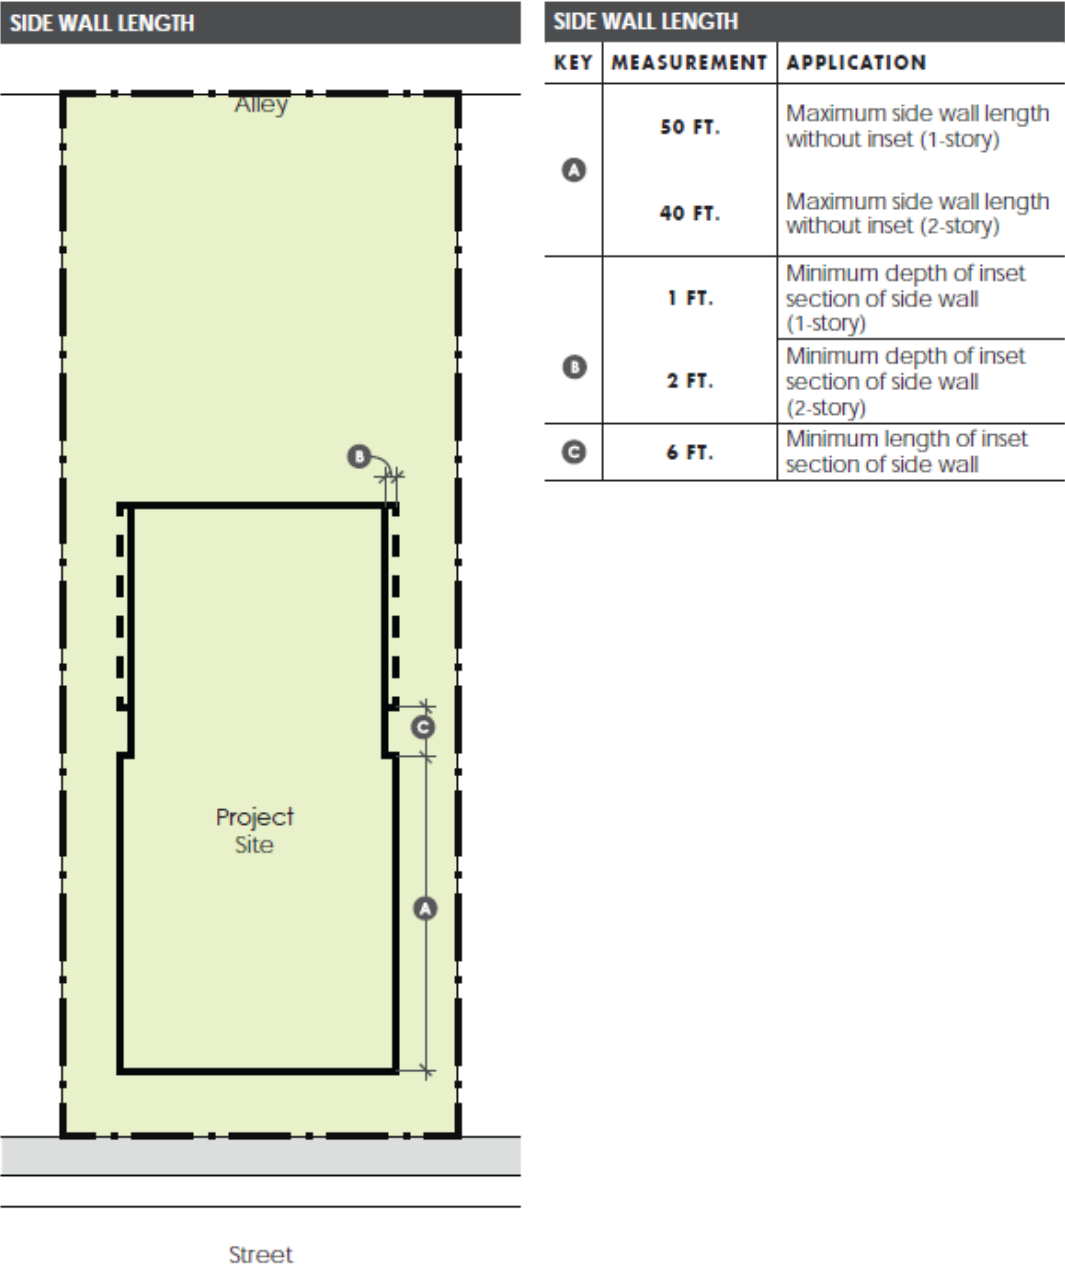 SIDE WALL LENGTH
Alley
B
C
Project
Site
A
Street
SIDE WALL LENGTH
KEY MEASUREMENT APPLICATION
A
50 FT.
Maximum side wall length
without inset (1-story)
40 FT.
Maximum side wall length
without inset (2-story)
B
1 FT.
Minimum depth of inset
section of side wall
(1-story)
2 FT.
Minimum depth of inset
section of side wall
(2-story)
C
6 FT.
Minimum length of inset
section of side wall